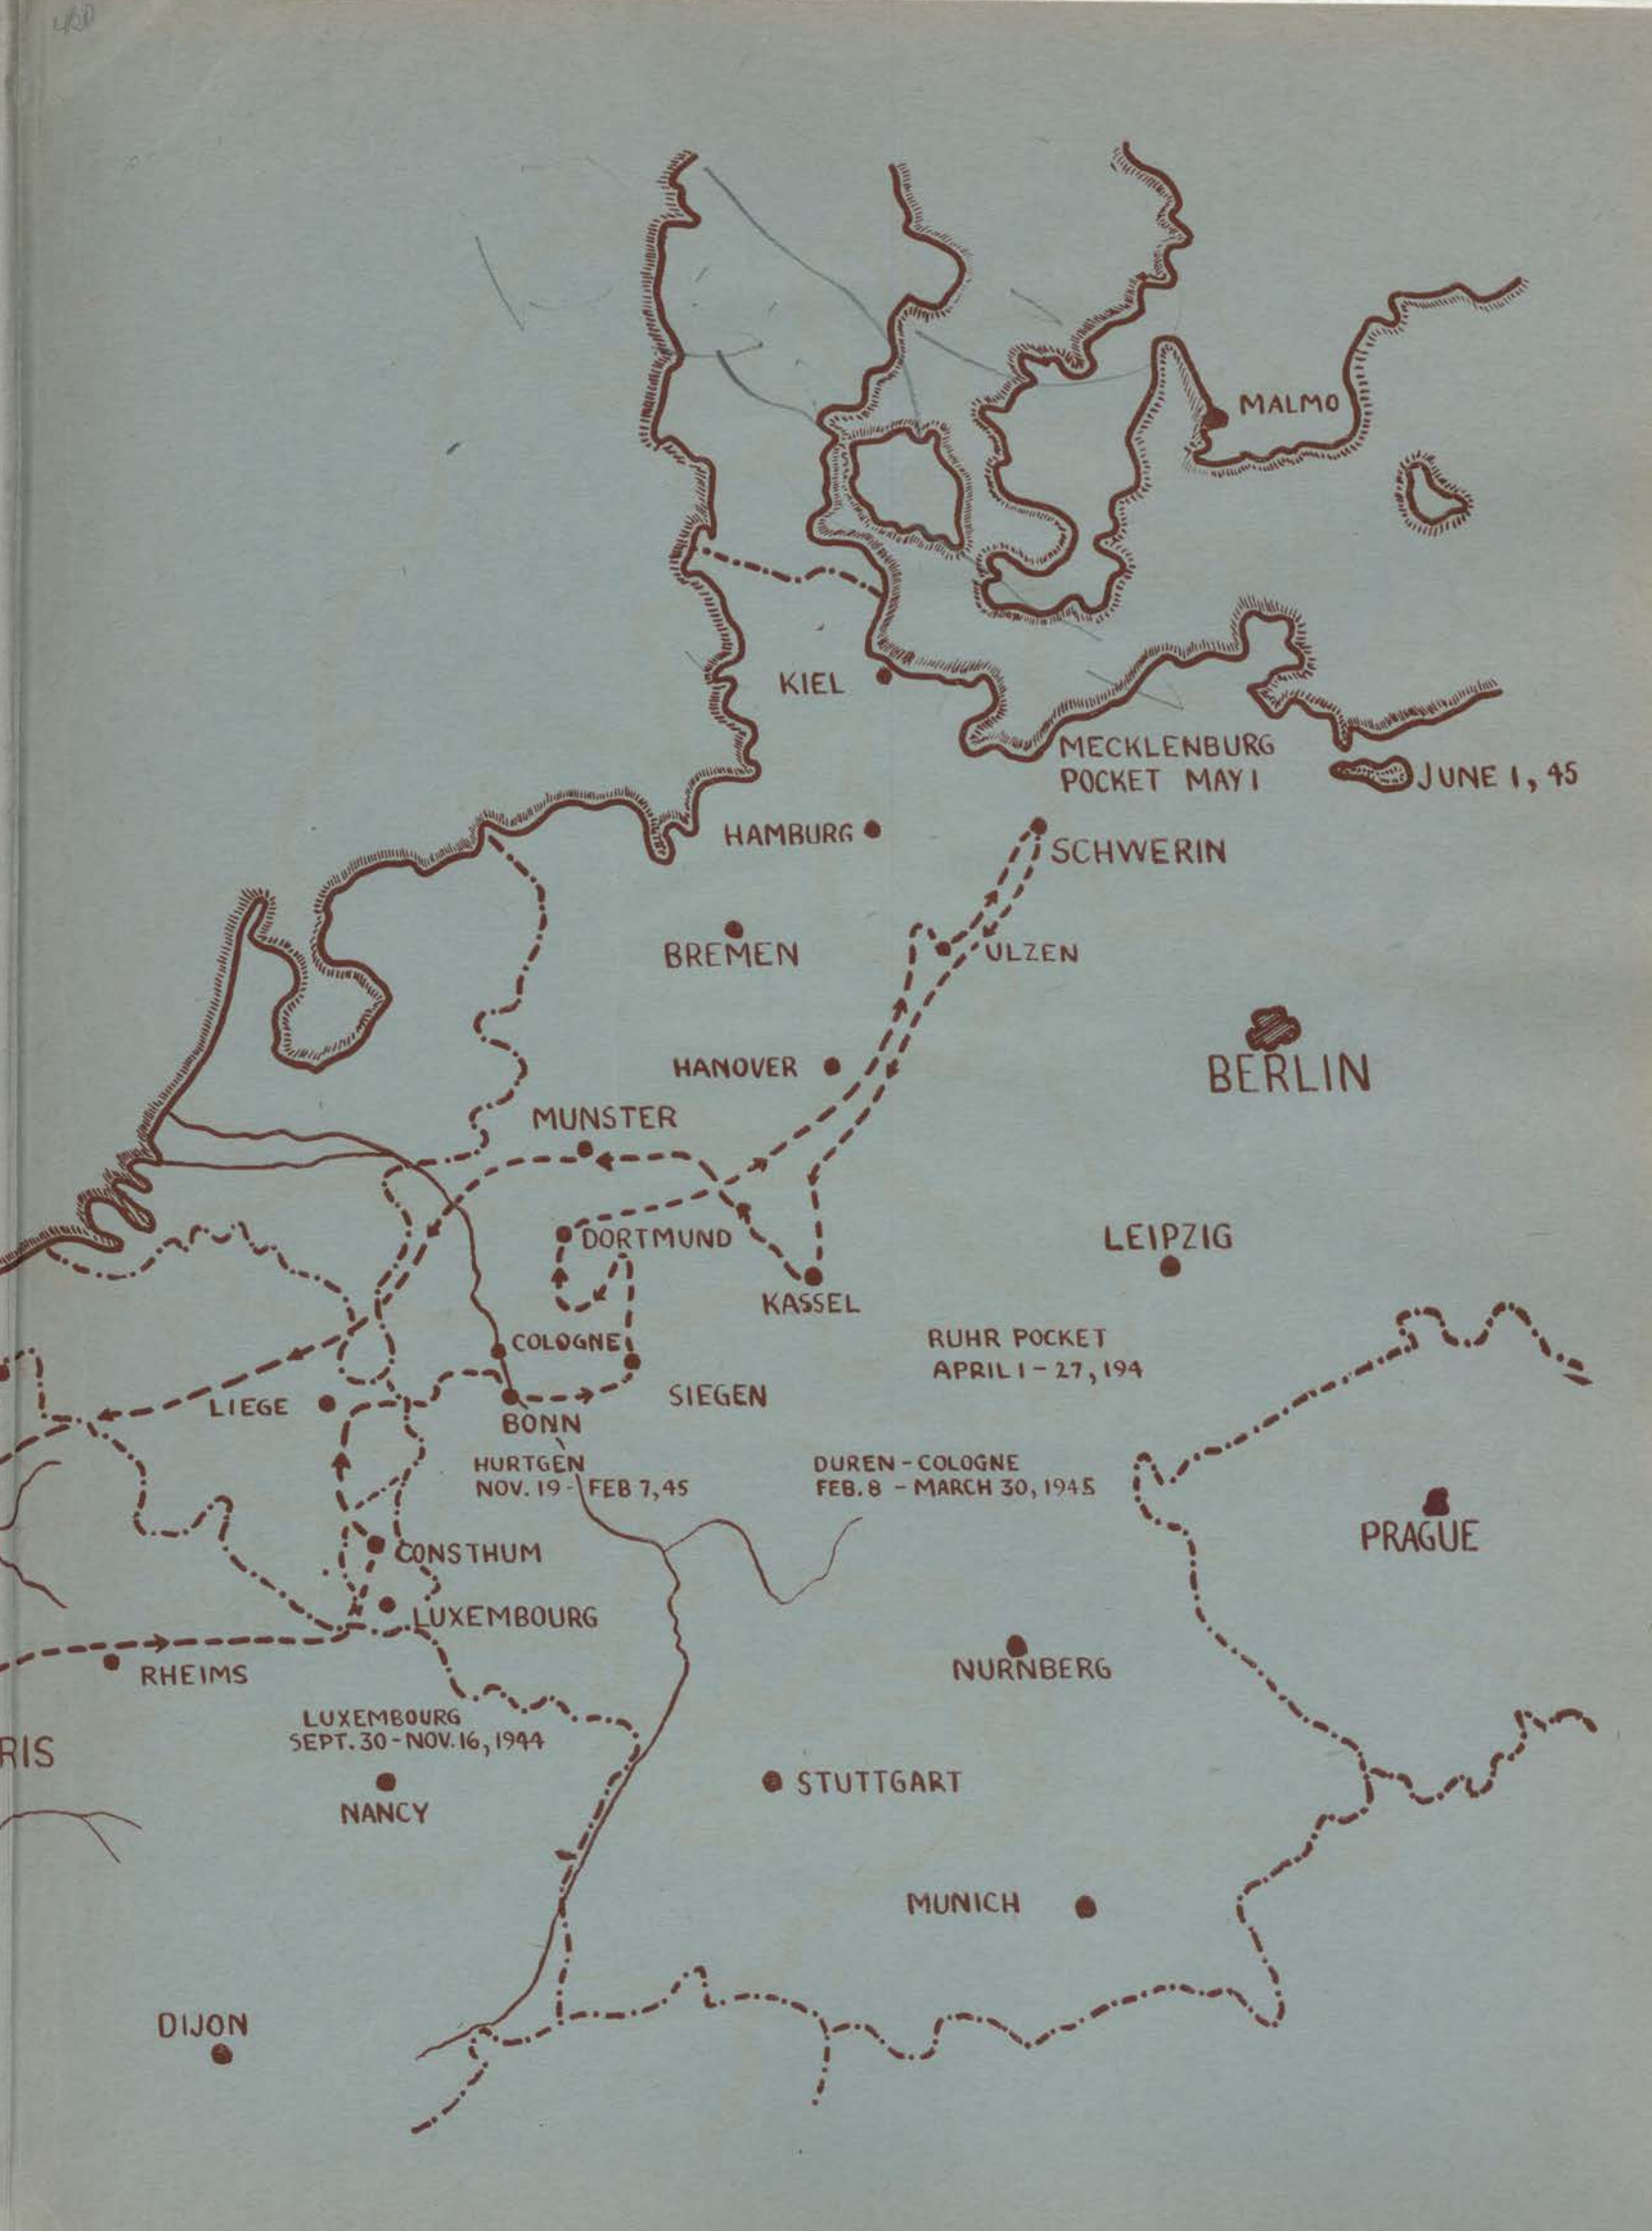 MALMO
KIEL
MECKLENBURG
POCKET MAY 1
JUNE 1, 45
HAMBURG
SCHWERIN
BREMEN
ULZEN
HANOVER
BERLIN
MUNSTER
DORTMUND
LEIPZIG
KASSEL
COLOGNE
RUHR POCKET
APRIL 1 - 27, 194
SIEGEN
LIEGE
BONN
HURTGEN
NOV. 19 - FEB 7, 45
DUREN - COLOGNE
FEB. 8 - MARCH 30, 1945
PRAGUE
CONSTHUM
LUXEMBOURG
RHEIMS
NURNBERG
LUXEMBOURG
SEPT. 30 - NOV. 16, 1944
RIS
STUTTGART
NANCY
MUNICH
DIJON